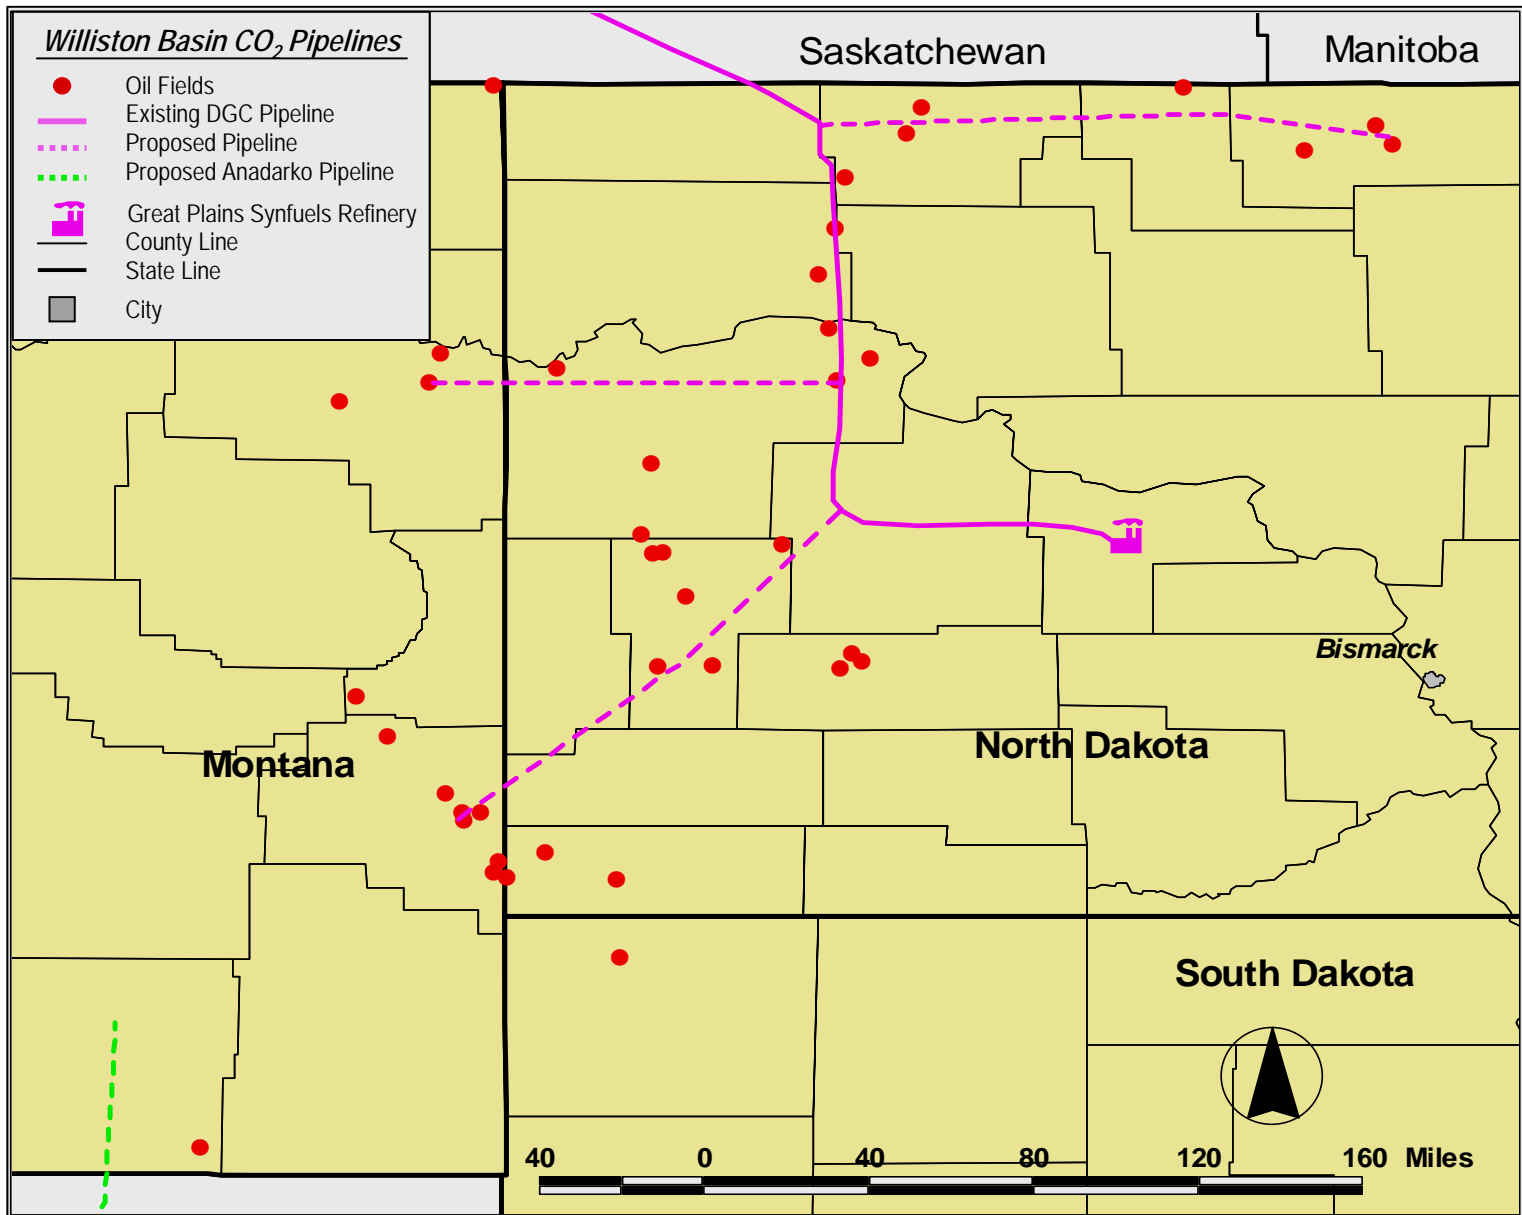 Williston Basin CO2 Pipelines
Oil Fields
Existing DGC Pipeline
Proposed Pipeline
Proposed Anadarko Pipeline
Great Plains Synfuels Refinery
County Line
State Line
City
Saskatchewan
Manitoba
Bismarck
Montana
North Dakota
South Dakota
40 0 40 80 120 160 Miles